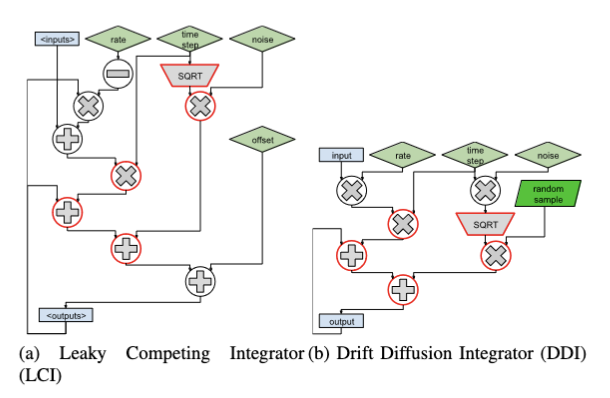 <inputs>
rate
time
step
noise
SQRT
offset
<outputs>
input
rate
time
step
noise
random
sample
SQRT
output
(a) Leaky Competing Integrator
(LCI)
(b) Drift Diffusion Integrator (DDI)